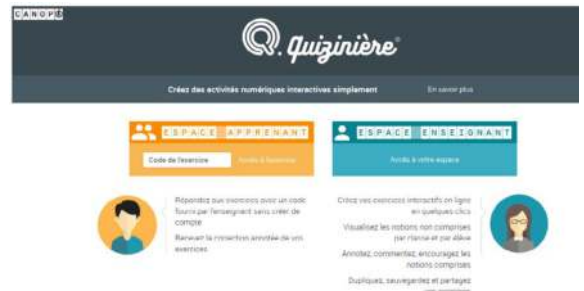 CANOPÉ
Quizinière
Créez des activités numériques interactives simplement
En savoir plus
ESPACE APPRENANT
Code de l'exercice
Accès à l'exercice
Répondez aux exercices avec un code
fourni par l'enseignant sans créer de
compte
Recevez la correction annotée de vos
exercices
ESPACE ENSEIGNANT
Accès à votre espace
Créez vos exercices interactifs en ligne
en quelques clics
Visualisez les notions non comprises
par classe et par élève
Annotez, commentez, encouragez les
notions comprises
Dupliquez, sauvegardez et partagez